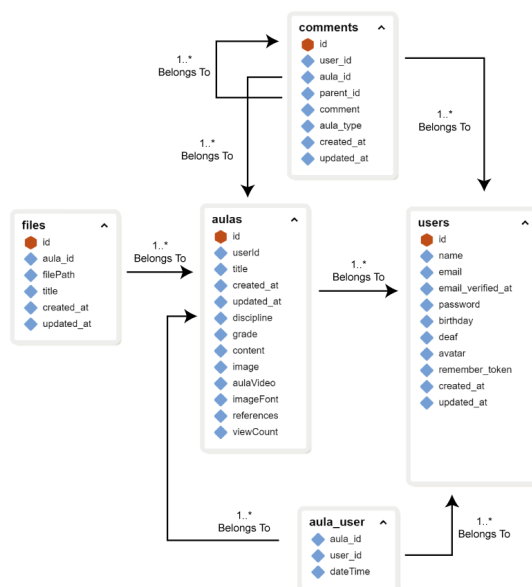 comments
id
user_id
aula_id
parent_id
comment
aula_type
created_at
updated_at
1..*
Belongs To
1..*
Belongs To
1..*
Belongs To
files
id
aula_id
filePath
title
created_at
updated_at
1..*
Belongs To
aulas
id
userId
title
created_at
updated_at
discipline
grade
content
image
aulaVideo
imageFont
references
viewCount
1..*
Belongs To
users
id
name
email
email_verified_at
password
birthday
deaf
avatar
remember_token
created_at
updated_at
1..*
Belongs To
aula_user
aula_id
user_id
dateTime
1..*
Belongs To